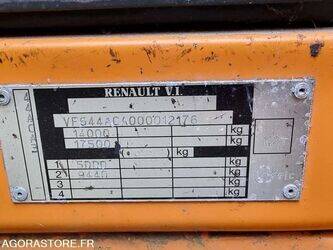 RENAULT V.I.
VF644AC4000012176
14000 kg
17500 kg
( ) kg
1 5000 kg
2 9440 kg
3 kg
4 kg
AGORASTORE.FR